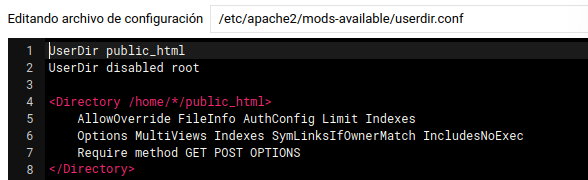 Editando archivo de configuración /etc/apache2/mods-available/userdir.conf
1 UserDir public_html
2 UserDir disabled root
3
4 <Directory /home/*/public_html>
5 AllowOverride FileInfo AuthConfig Limit Indexes
6 Options MultiViews Indexes SymLinksIfOwnerMatch IncludesNoExec
7 Require method GET POST OPTIONS
8 </Directory>